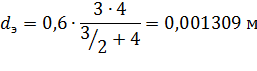 dэ = 0,6 · (3 · 4)/(3/2 + 4) = 0,001309 м